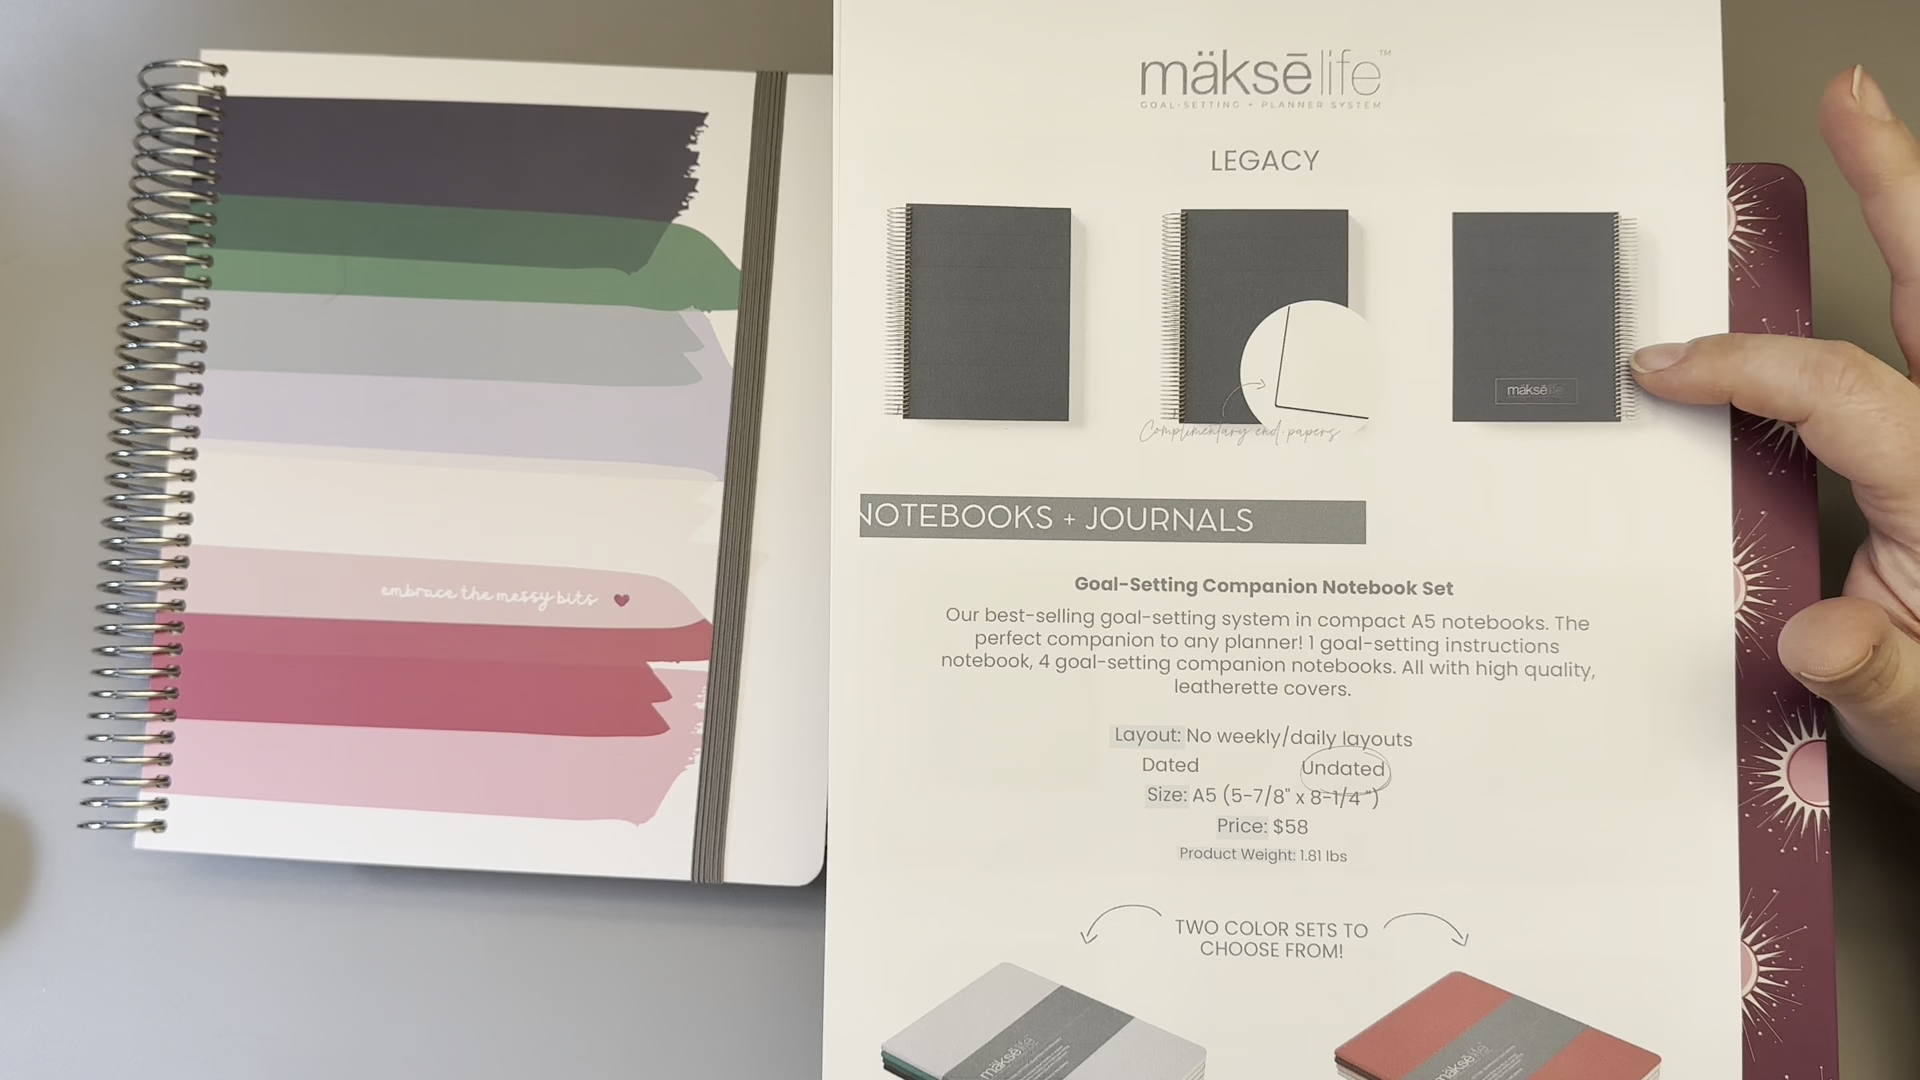 mäksēlife™
GOAL-SETTING + PLANNER SYSTEM
LEGACY
mäksēlife
Complimentary end-papers
NOTEBOOKS + JOURNALS
embrace the messy bits
Goal-Setting Companion Notebook Set
Our best-selling goal-setting system in compact A5 notebooks. The
perfect companion to any planner! 1 goal-setting instructions
notebook, 4 goal-setting companion notebooks. All with high quality,
leatherette covers.
Layout: No weekly/daily layouts
Dated Undated
Size: A5 (5-7/8" x 8-1/4")
Price: $58
Product Weight: 1.81 lbs
TWO COLOR SETS TO
CHOOSE FROM!
mäksēlife
mäksēlife